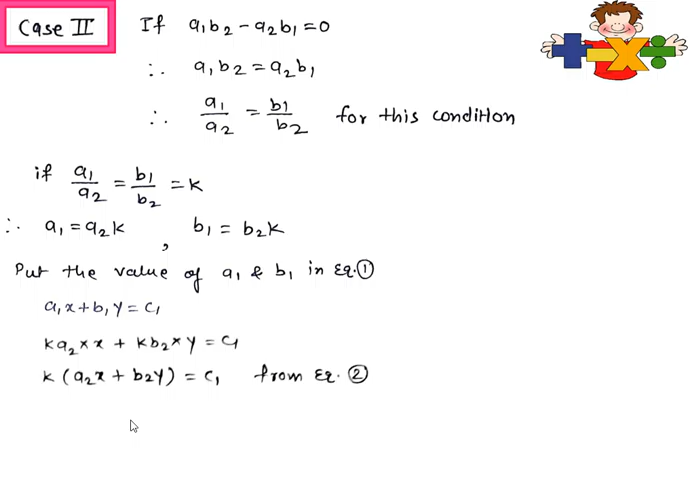 Case II If a₁b₂ - a₂b₁ = 0
∴ a₁b₂ = a₂b₁
∴ a₁/a₂ = b₁/b₂ for this condition
if a₁/a₂ = b₁/b₂ = k
∴ a₁ = a₂k , b₁ = b₂k
Put the value of a₁ & b₁ in Eq. ①
a₁x + b₁y = c₁
ka₂×x + kb₂×y = c₁
k (a₂x + b₂y) = c₁ from Eq. ②